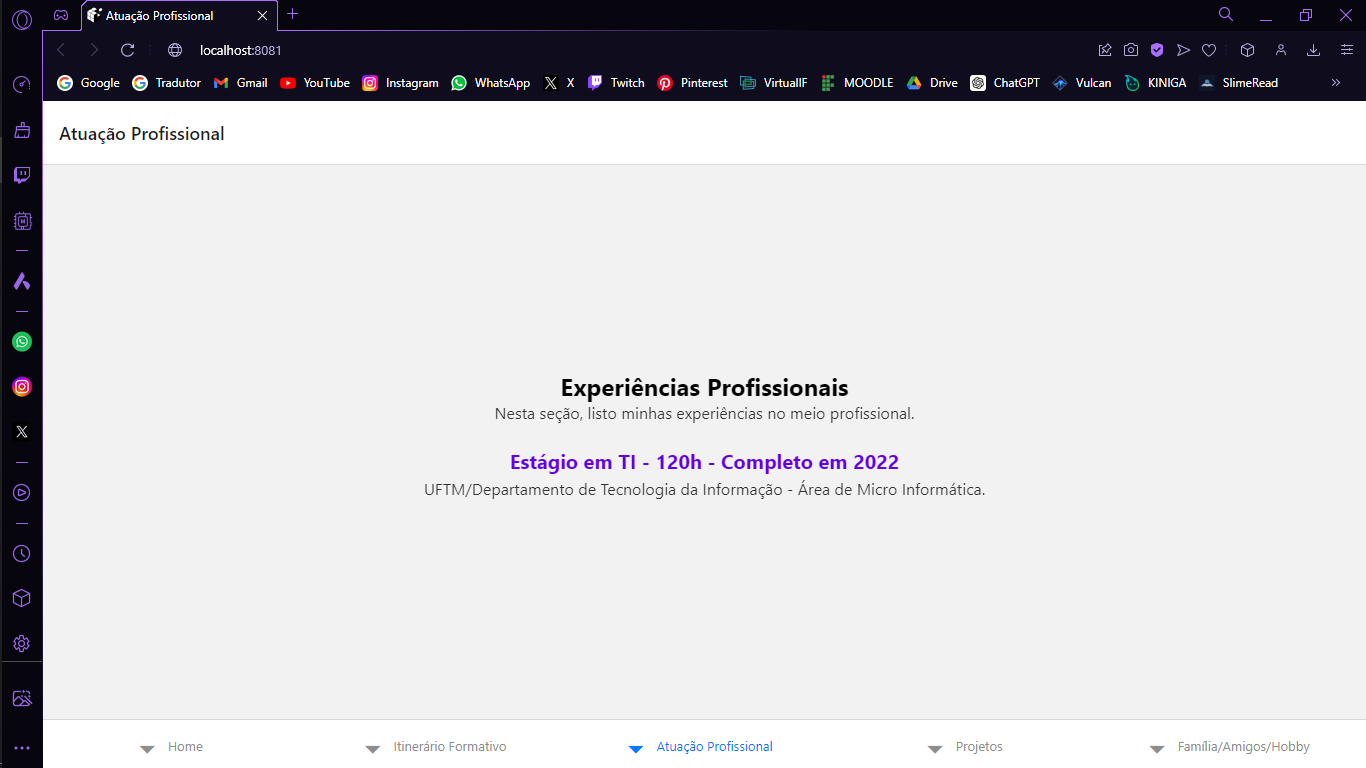 Atuação Profissional
localhost:8081
Google Tradutor Gmail YouTube Instagram WhatsApp X Twitch Pinterest VirtualIF MOODLE Drive ChatGPT Vulcan KINIGA SlimeRead
Atuação Profissional
Experiências Profissionais
Nesta seção, listo minhas experiências no meio profissional.
Estágio em TI - 120h - Completo em 2022
UFTM/Departamento de Tecnologia da Informação - Área de Micro Informática.
Home Itinerário Formativo Atuação Profissional Projetos Família/Amigos/Hobby